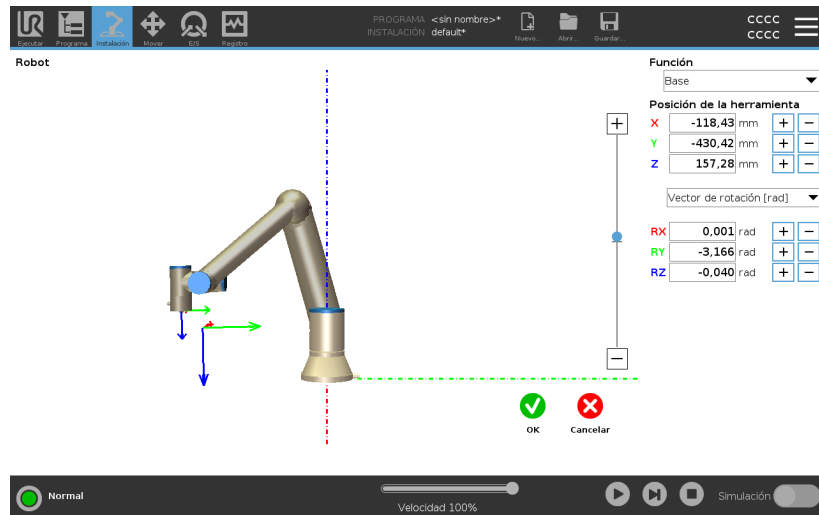 PROGRAMA <sin nombre>*
INSTALACIÓN default*
CCCC
CCCC
UR
Ejecutar Programa Instalación Mover E/S Registro
Nuevo... Abrir... Guardar...
Robot
Función
Base
Posición de la herramienta
X -118,43 mm + −
Y -430,42 mm + −
Z 157,28 mm + −
Vector de rotación [rad]
RX 0,001 rad + −
RY -3,166 rad + −
RZ -0,040 rad + −
+
−
OK Cancelar
Normal
Velocidad 100%
Simulación